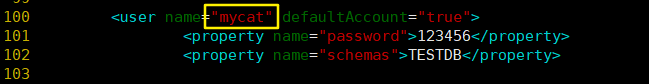 100 <user name="mycat" defaultAccount="true">
101 <property name="password">123456</property>
102 <property name="schemas">TESTDB</property>
103